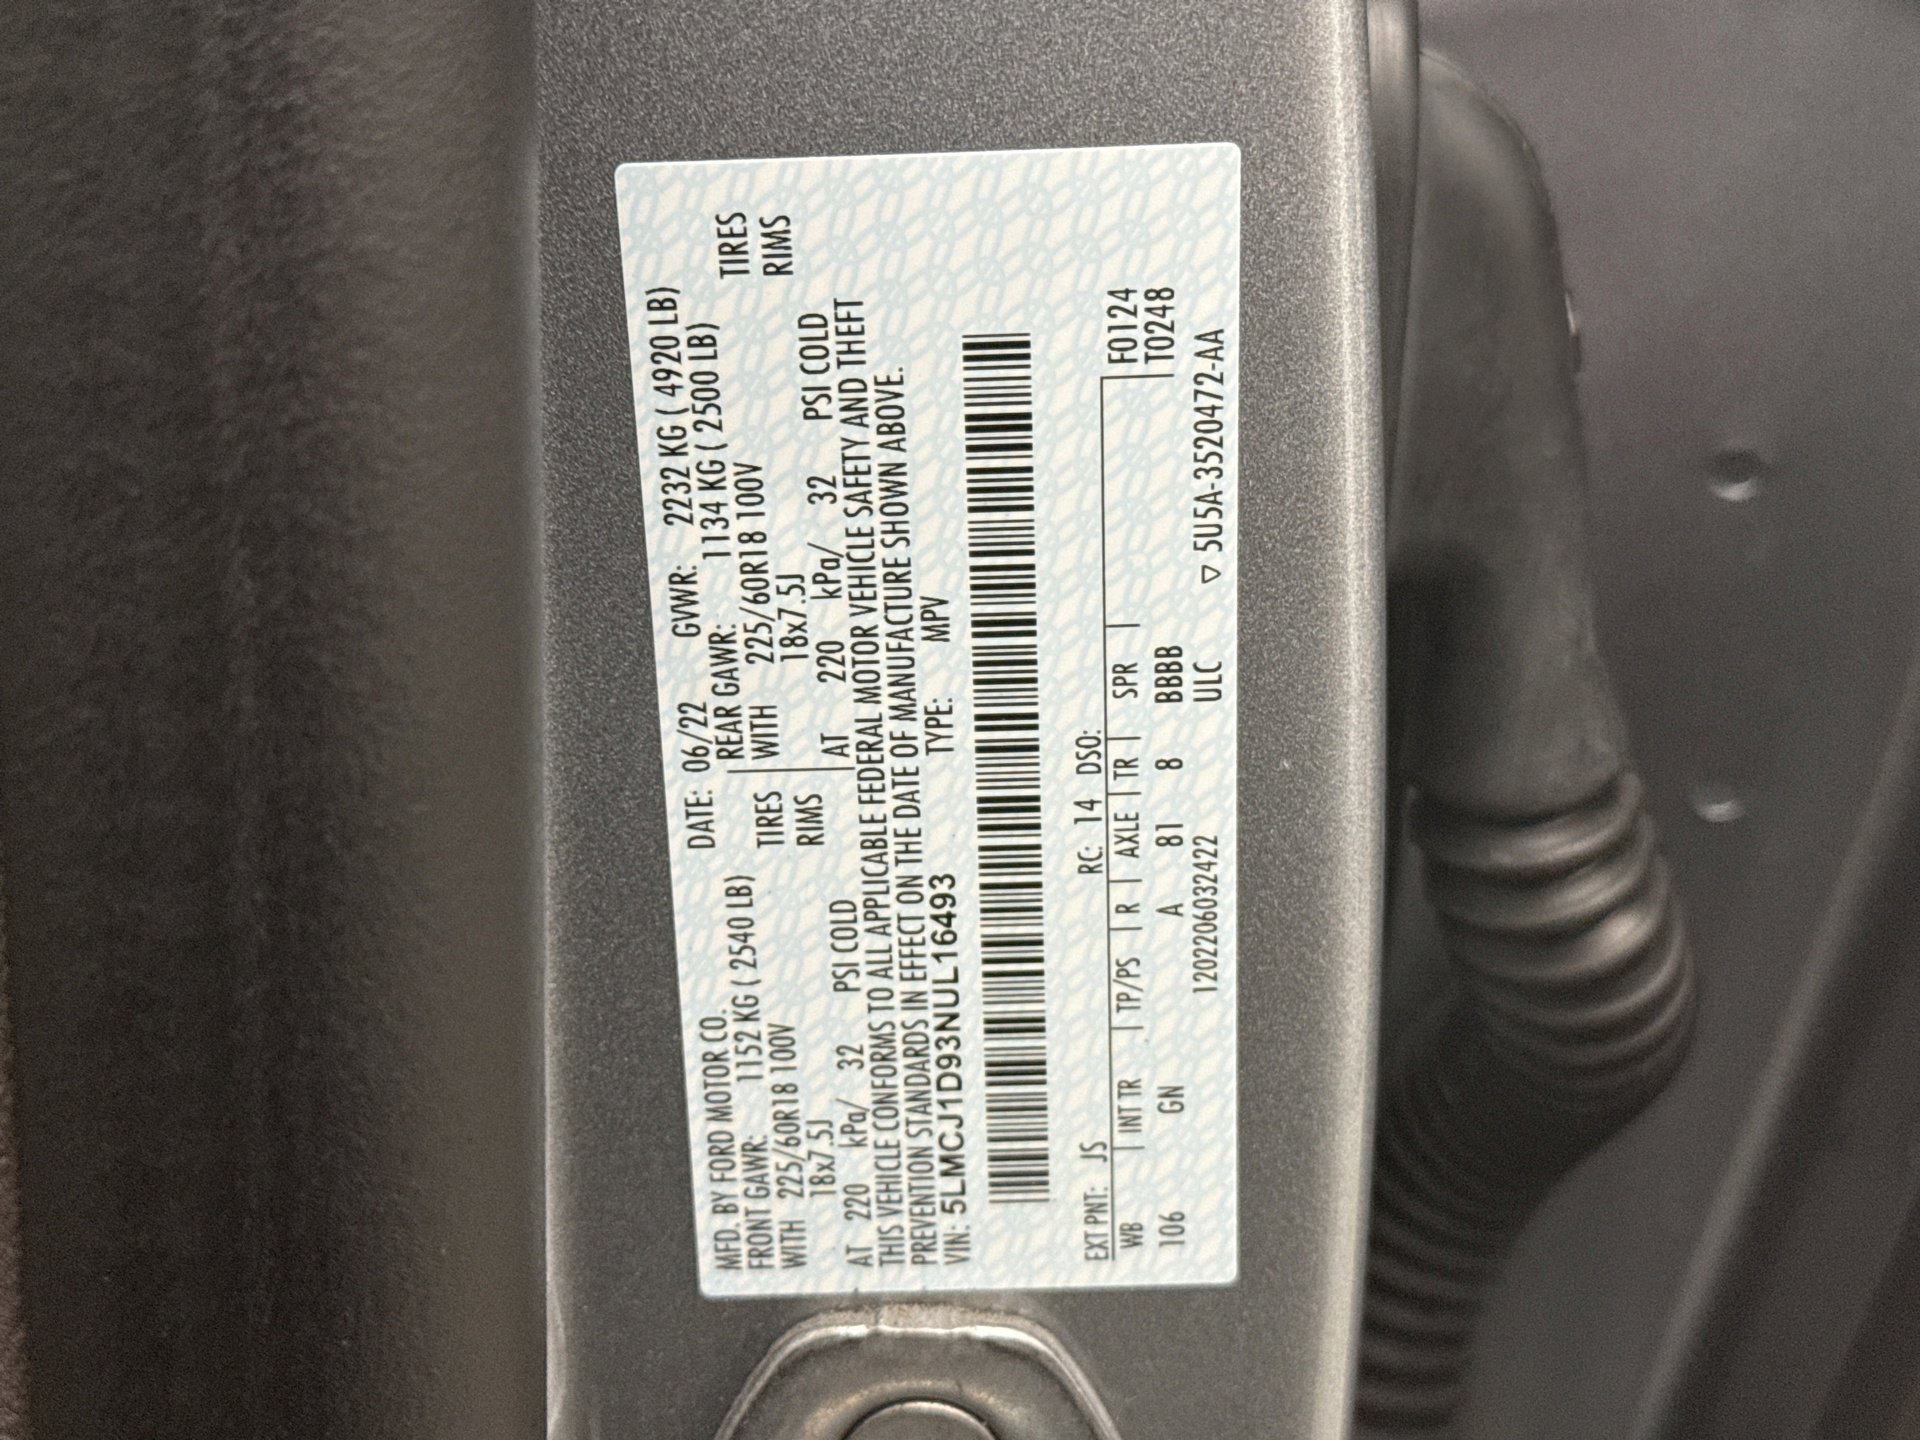 MFD. BY FORD MOTOR CO. DATE: 06/22 GVWR: 2232 KG ( 4920 LB)
FRONT GAWR: 1152 KG ( 2540 LB) REAR GAWR: 1134 KG ( 2500 LB)
WITH 225/60R18 100V TIRES WITH 225/60R18 100V TIRES
18x7.5J RIMS 18x7.5J RIMS
AT 220 kPa/ 32 PSI COLD AT 220 kPa/ 32 PSI COLD
THIS VEHICLE CONFORMS TO ALL APPLICABLE FEDERAL MOTOR VEHICLE SAFETY AND THEFT
PREVENTION STANDARDS IN EFFECT ON THE DATE OF MANUFACTURE SHOWN ABOVE.
VIN: 5LMCJ1D93NUL16493 TYPE: MPV
EXT PNT: JS RC: 14 DSO: F0124
WB | INT TR | TP/PS | R | AXLE | TR | SPR | T0248
106 GN A 81 8 BBBB
120220603242​2 ULC ▽ 5U5A-3520472-AA